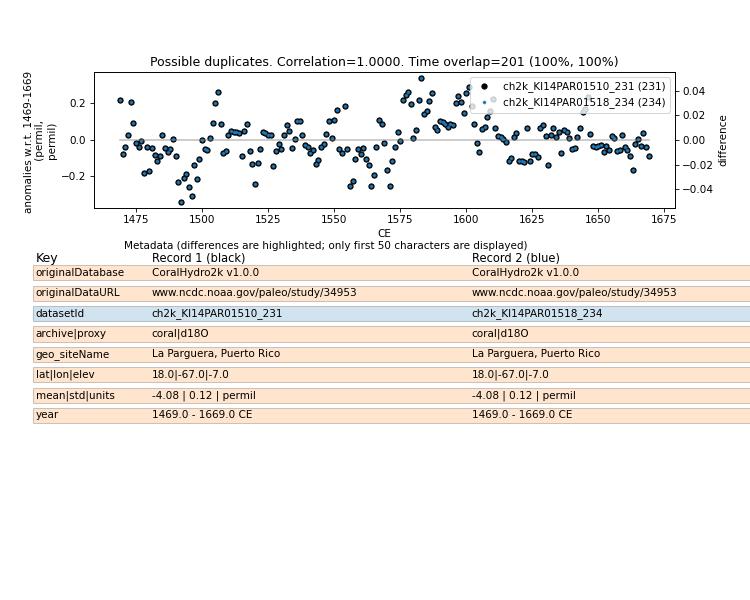 Possible duplicates. Correlation=1.0000. Time overlap=201 (100%, 100%)
anomalies w.r.t. 1469-1669
(permil,
permil)
0.2
0.0
−0.2
ch2k_KI14PAR01510_231 (231)
ch2k_KI14PAR01518_234 (234)
0.04
0.02
0.00
−0.02
−0.04
difference
1475 1500 1525 1550 1575 1600 1625 1650 1675
CE
Metadata (differences are highlighted; only first 50 characters are displayed)
Key Record 1 (black) Record 2 (blue)
originalDatabase CoralHydro2k v1.0.0 CoralHydro2k v1.0.0
originalDataURL www.ncdc.noaa.gov/paleo/study/34953 www.ncdc.noaa.gov/paleo/study/34953
datasetId ch2k_KI14PAR01510_231 ch2k_KI14PAR01518_234
archive|proxy coral|d18O coral|d18O
geo_siteName La Parguera, Puerto Rico La Parguera, Puerto Rico
lat|lon|elev 18.0|-67.0|-7.0 18.0|-67.0|-7.0
mean|std|units -4.08 | 0.12 | permil -4.08 | 0.12 | permil
year 1469.0 - 1669.0 CE 1469.0 - 1669.0 CE